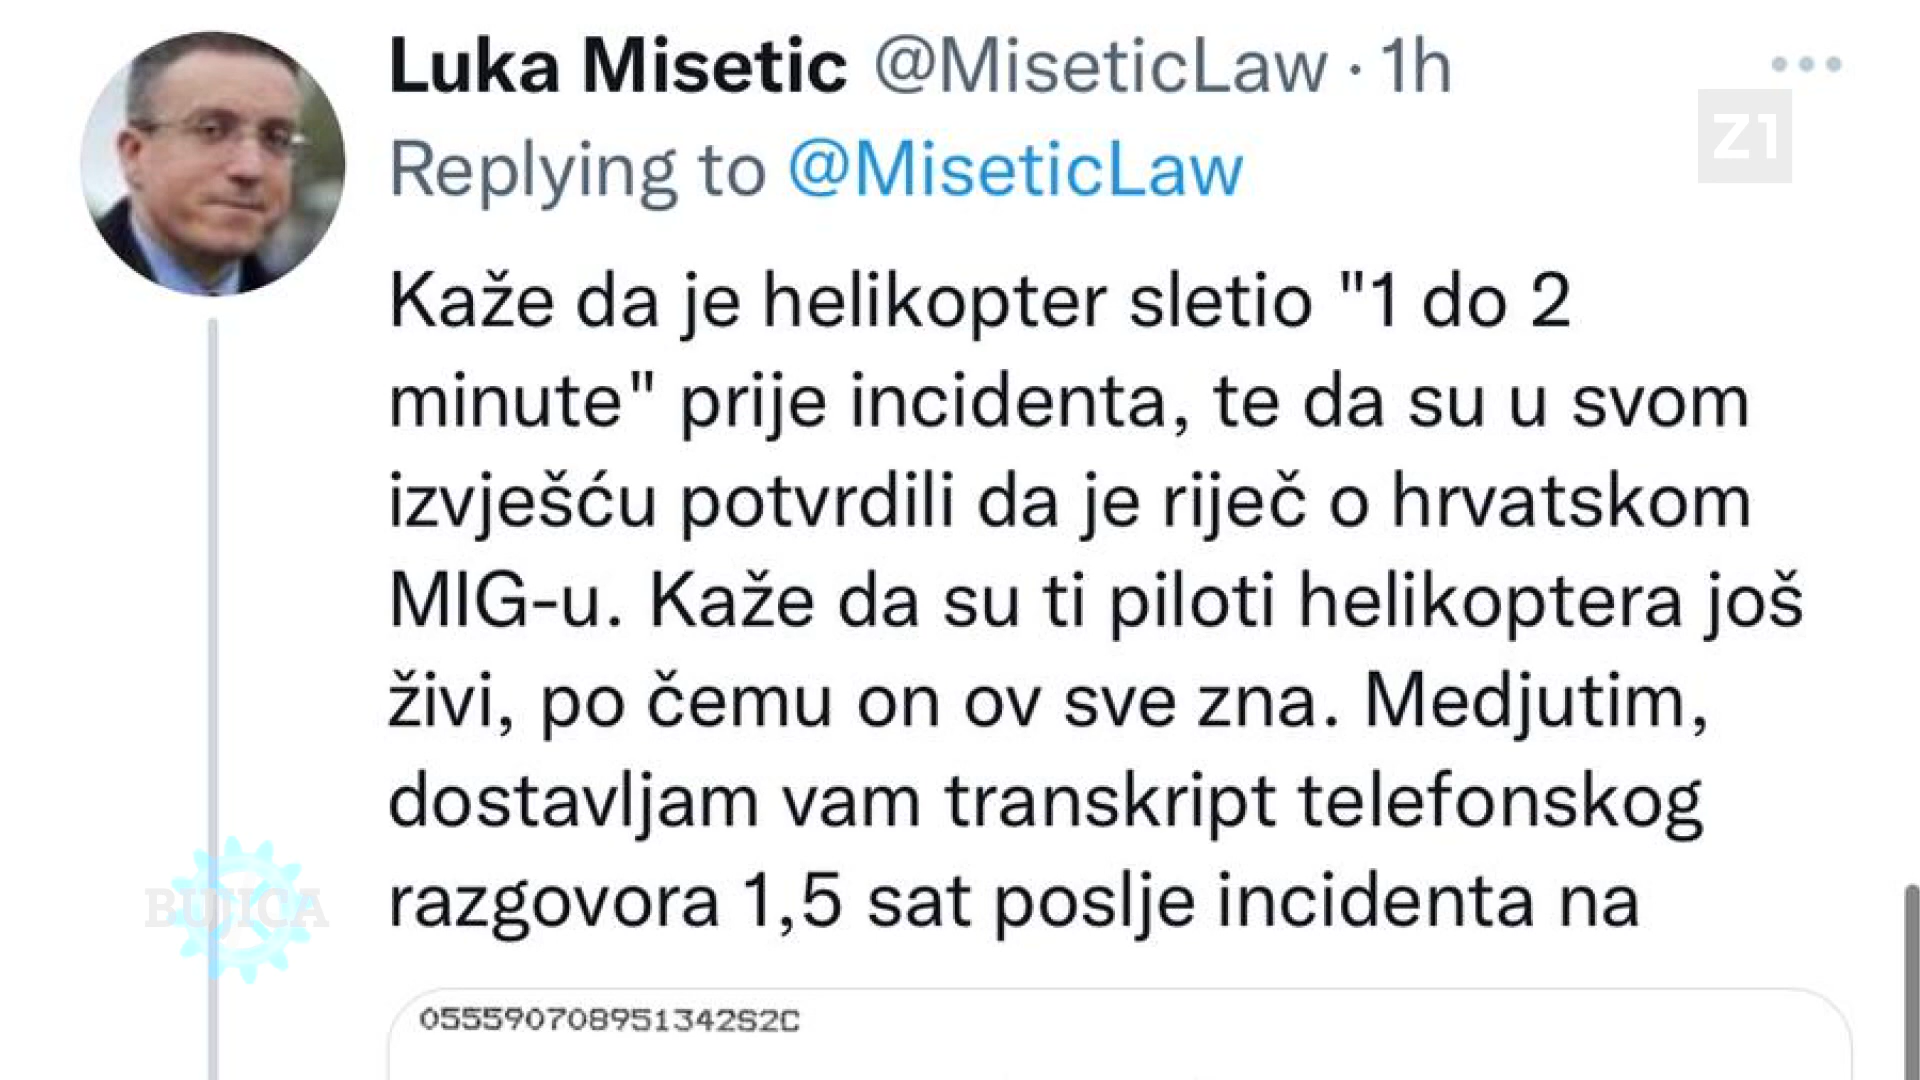 Luka Misetic @MiseticLaw · 1h
Z1
Replying to @MiseticLaw
Kaže da je helikopter sletio "1 do 2
minute" prije incidenta, te da su u svom
izvješću potvrdili da je riječ o hrvatskom
MIG-u. Kaže da su ti piloti helikoptera još
živi, po čemu on ov sve zna. Medjutim,
dostavljam vam transkript telefonskog
razgovora 1,5 sat poslje incidenta na
BUJICA
055590708951342S2C